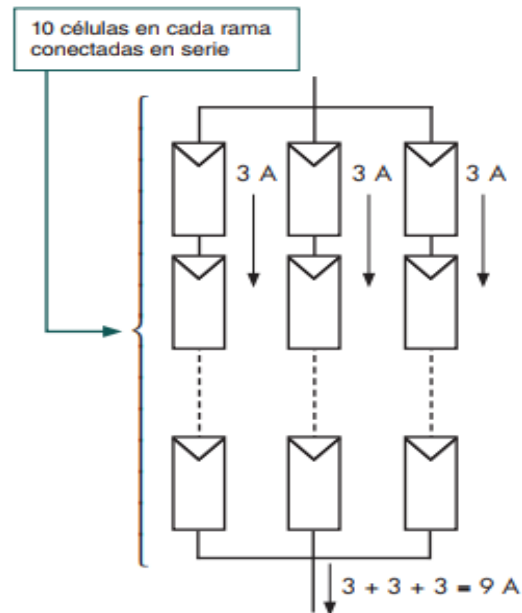 10 células en cada rama
conectadas en serie
3 A
3 A
3 A
3 + 3 + 3 = 9 A